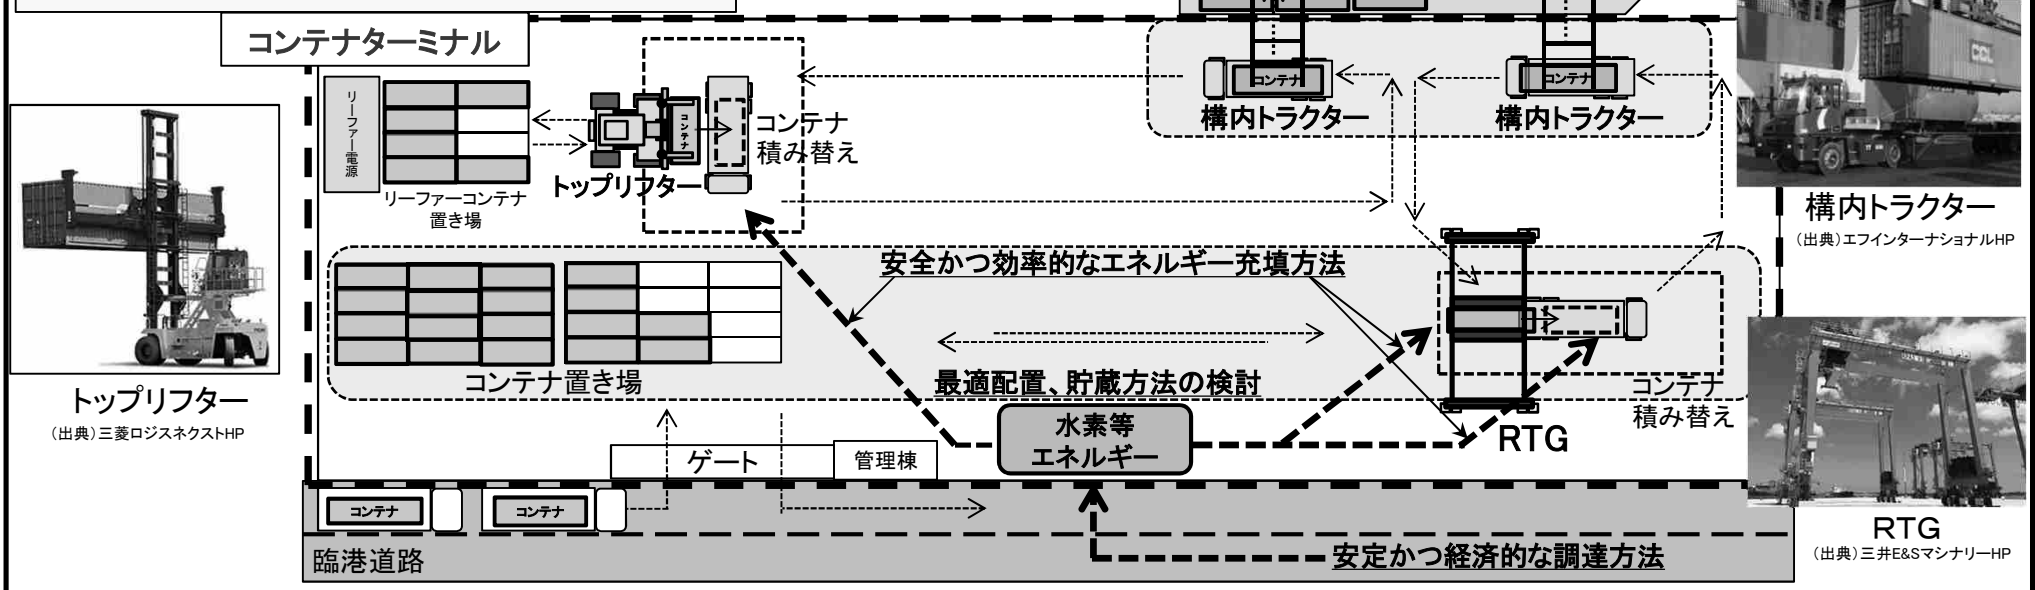 コンテナターミナル
リーファー電源
リーファーコンテナ
置き場
トップリフター
コンテナ
コンテナ
積み替え
コンテナ
構内トラクター
コンテナ
構内トラクター
構内トラクター
（出典）エフインターナショナルHP
トップリフター
（出典）三菱ロジスネクストHP
安全かつ効率的なエネルギー充填方法
コンテナ置き場
最適配置、貯蔵方法の検討
コンテナ
積み替え
RTG
水素等
エネルギー
ゲート
管理棟
コンテナ
コンテナ
臨港道路
安定かつ経済的な調達方法
RTG
（出典）三井E&SマシナリーHP